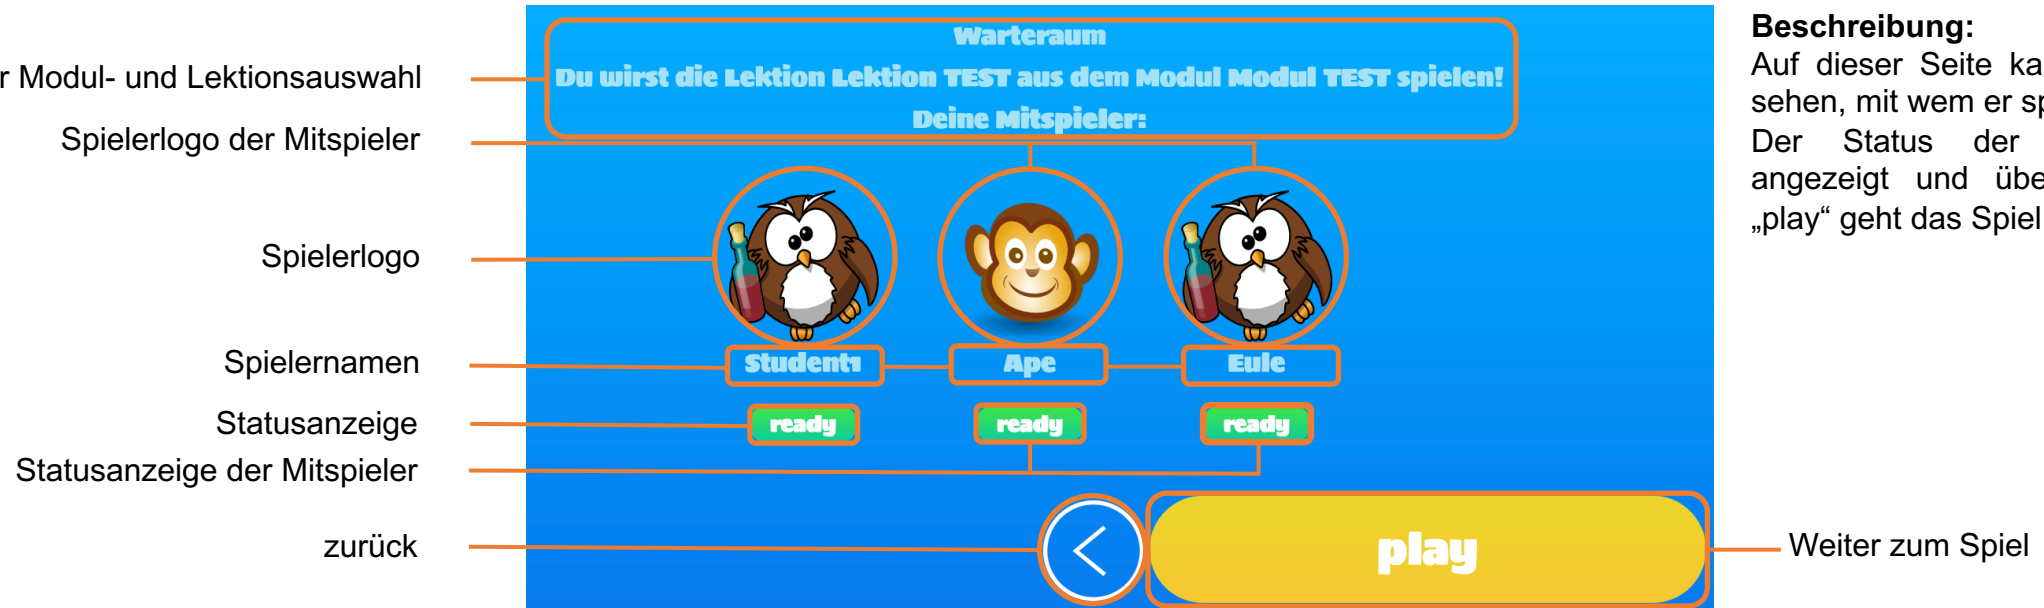 r Modul- und Lektionsauswahl
Spielerlogo der Mitspieler
Spielerlogo
Spielernamen
Statusanzeige
Statusanzeige der Mitspieler
zurück
Warteraum
Du wirst die Lektion Lektion TEST aus dem Modul Modul TEST spielen!
Deine Mitspieler:
Student1
Ape
Eule
ready
ready
ready
play
Beschreibung:
Auf dieser Seite ka
sehen, mit wem er sp
Der Status der
angezeigt und übe
„play“ geht das Spiel
Weiter zum Spiel